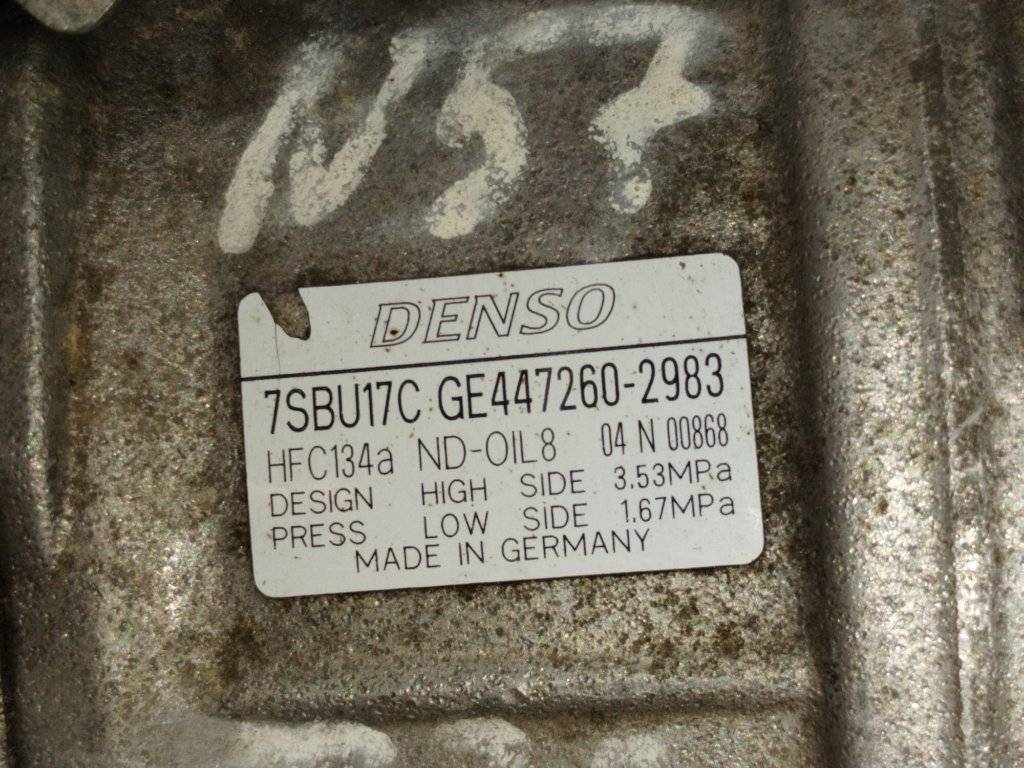 N57
DENSO
7SBU17C GE447260-2983
HFC134a ND-OIL8 04 N 00868
DESIGN HIGH SIDE 3.53MPa
PRESS LOW SIDE 1.67MPa
MADE IN GERMANY